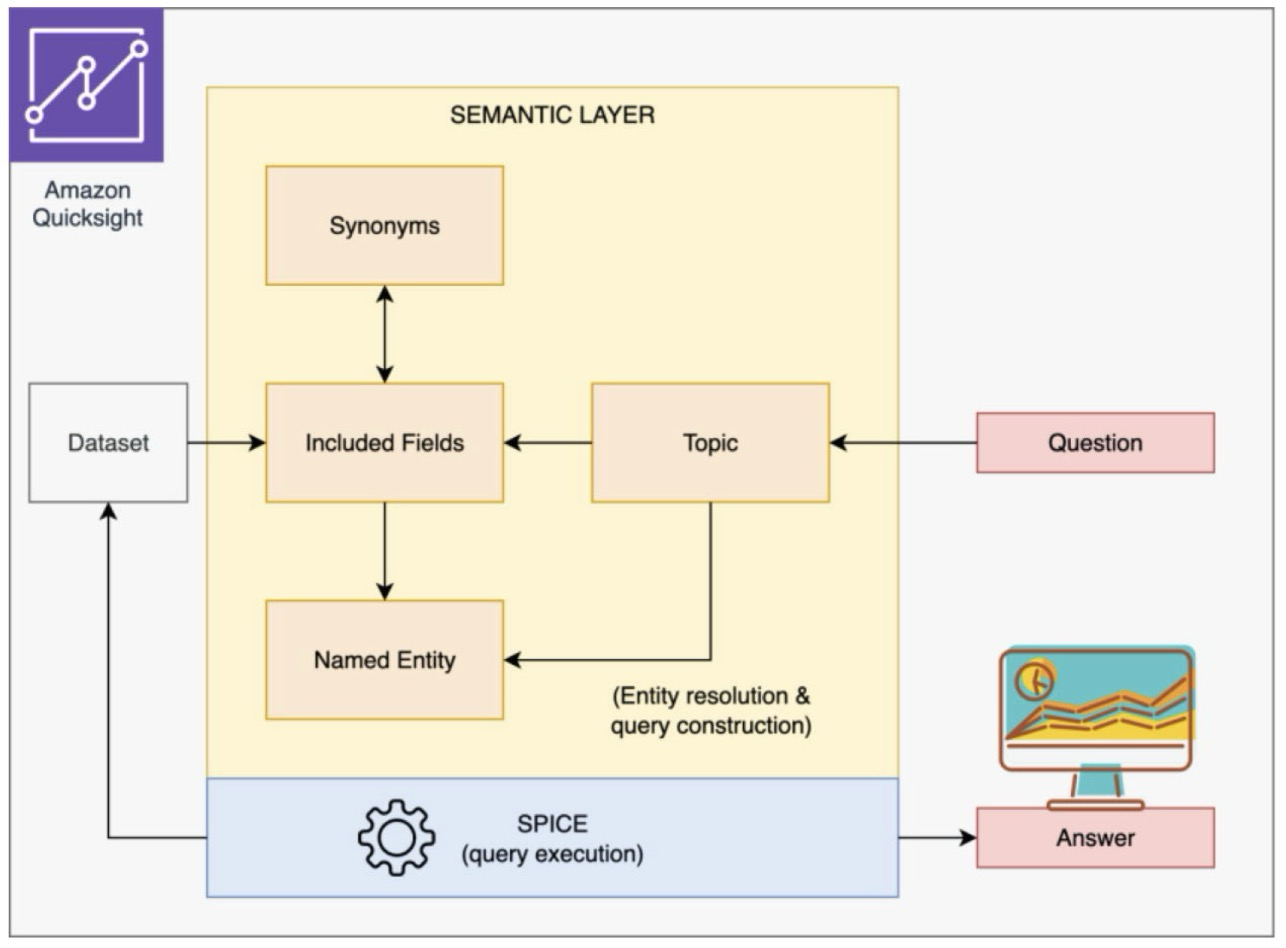 Amazon
Quicksight
SEMANTIC LAYER
Synonyms
Dataset
Included Fields
Topic
Question
Named Entity
(Entity resolution &
query construction)
SPICE
(query execution)
Answer